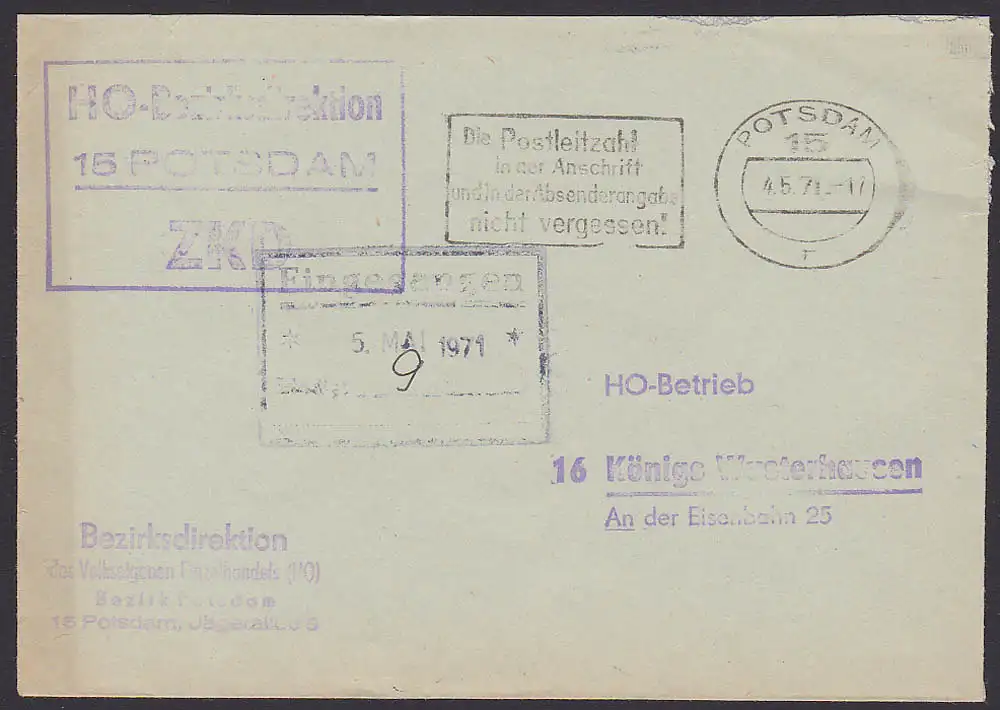 HO-Bezirksdirektion
15 POTSDAM
ZKD
Die Postleitzahl
in der Anschrift
und in der Absenderangabe
nicht vergessen!
POTSDAM
15
4.5.71.-17
r
Eingegangen
* 5. MAI 1971 *
9
HO-Betrieb
16 Königs Wusterhausen
An der Eisenbahn 25
Bezirksdirektion
des Volkseigenen Einzelhandels (HO)
Bezirk Potsdam
15 Potsdam, Jägerallee